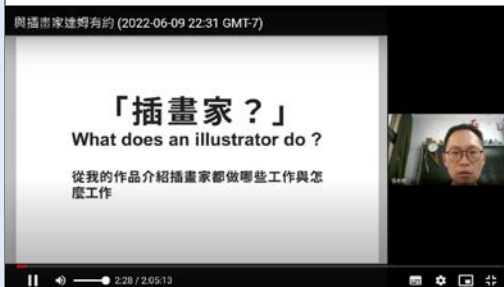 與插畫家達姆有約 (2022-06-09 22:31 GMT-7)
「插畫家？」
What does an illustrator do ?
從我的作品介紹插畫家都做哪些工作與怎
麼工作
2:28 / 2:05:13